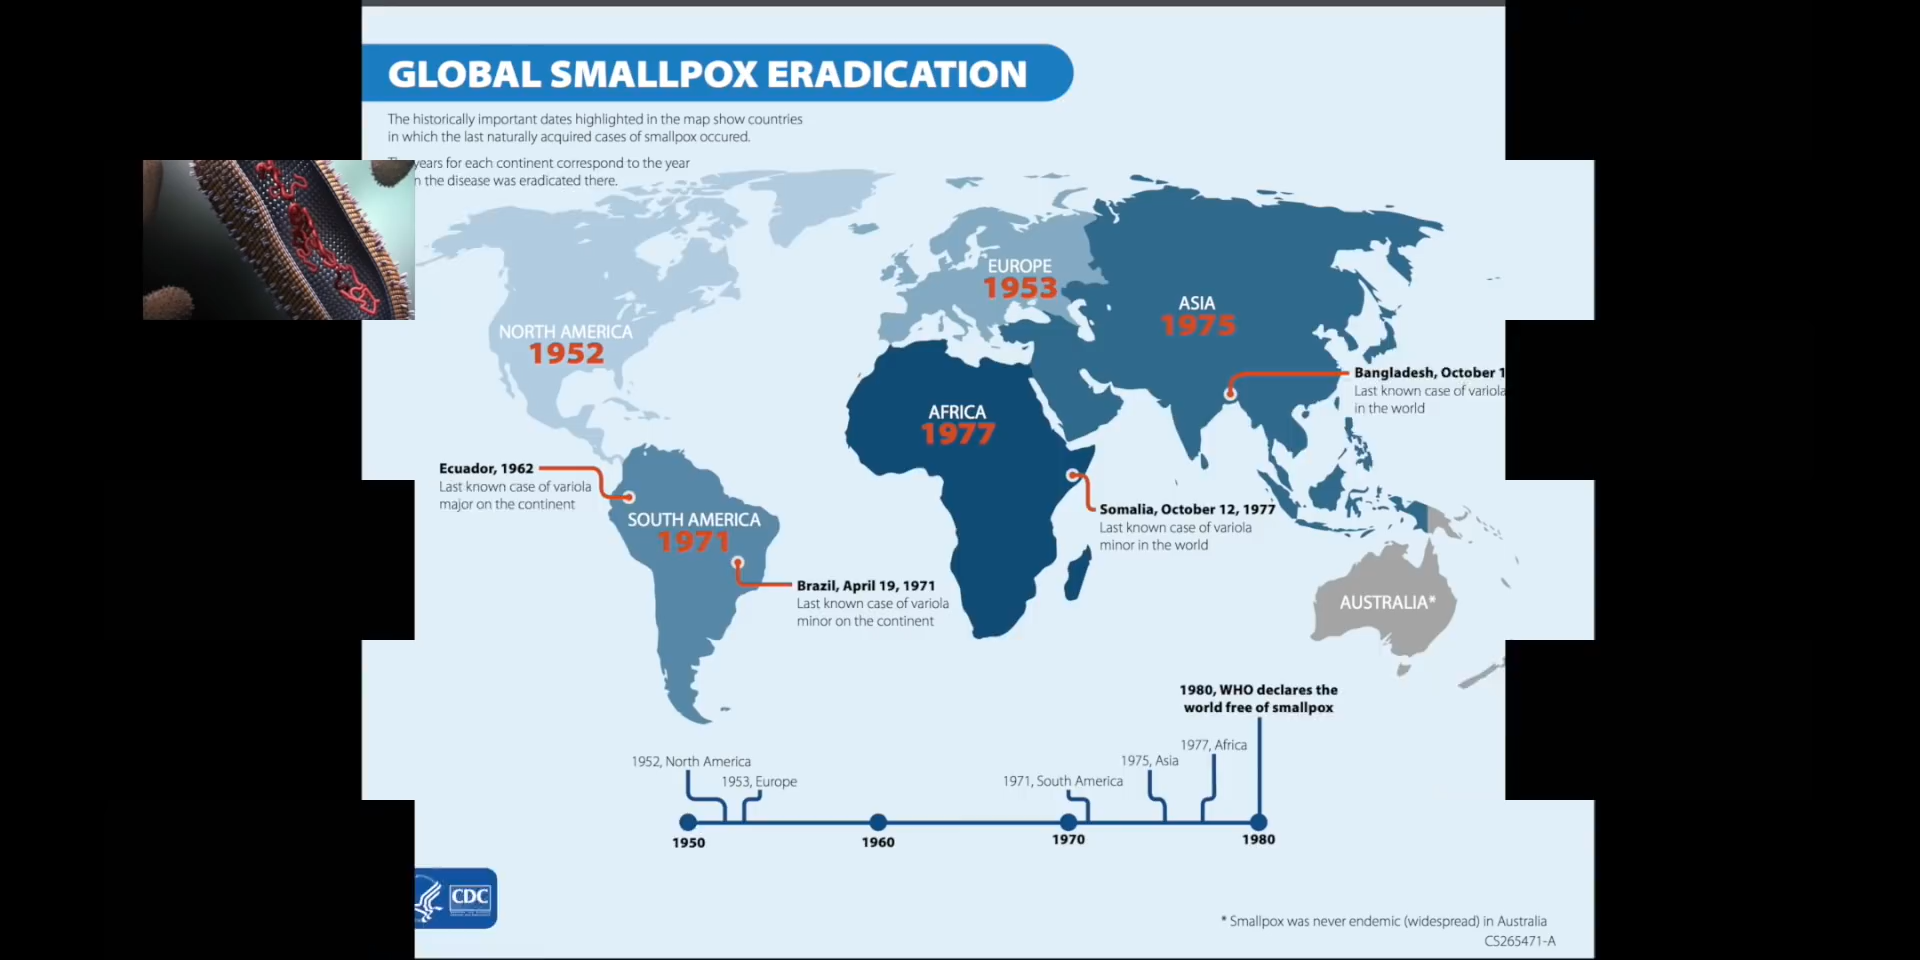 GLOBAL SMALLPOX ERADICATION
The historically important dates highlighted in the map show countries
in which the last naturally acquired cases of smallpox occured.
years for each continent correspond to the year
n the disease was eradicated there.
NORTH AMERICA
1952
EUROPE
1953
ASIA
1975
Bangladesh, October 1
Last known case of variola
in the world
AFRICA
1977
Ecuador, 1962
Last known case of variola
major on the continent
SOUTH AMERICA
1971
Somalia, October 12, 1977
Last known case of variola
minor in the world
Brazil, April 19, 1971
Last known case of variola
minor on the continent
AUSTRALIA*
1980, WHO declares the
world free of smallpox
1952, North America
1953, Europe
1971, South America
1975, Asia
1977, Africa
1950
1960
1970
1980
CDC
* Smallpox was never endemic (widespread) in Australia
CS265471-A